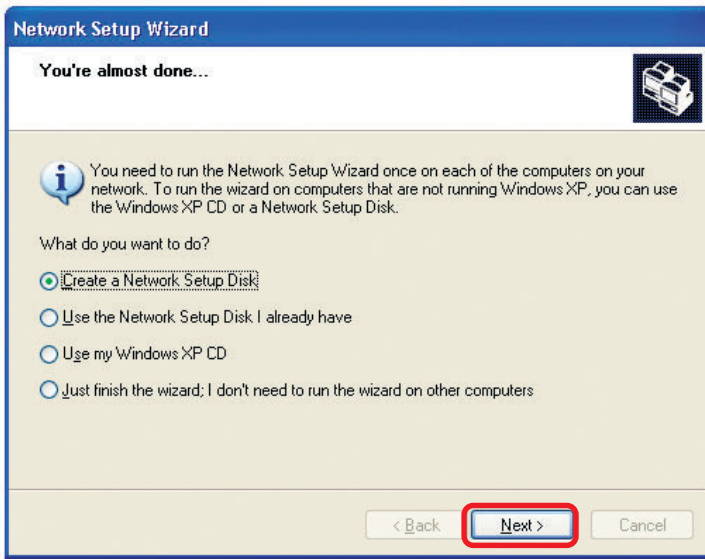 Network Setup Wizard
You're almost done...
You need to run the Network Setup Wizard once on each of the computers on your
network. To run the wizard on computers that are not running Windows XP, you can use
the Windows XP CD or a Network Setup Disk.
What do you want to do?
Create a Network Setup Disk
Use the Network Setup Disk I already have
Use my Windows XP CD
Just finish the wizard; I don't need to run the wizard on other computers
< Back Next > Cancel